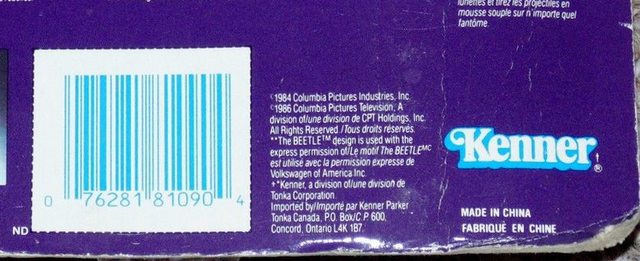 lunettes et tirez les projectiles en
mousse souple sur n'importe quel
fantôme.
©1984 Columbia Pictures Industries, Inc.
©1986 Columbia Pictures Television, A
division of/une division de CPT Holdings, Inc.
All Rights Reserved./Tous droits réservés.
**The BEETLE™ design is used with the
express permission of/Le motif The BEETLEMC
est utilisé avec la permission expresse de
Volkswagen of America Inc.
†*Kenner, a division of/une division de
Tonka Corporation
Imported by/Importé par Kenner Parker
Tonka Canada, P.O. Box/C.P. 600,
Concord, Ontario L4K 1B7.
Kenner†®
MADE IN CHINA
FABRIQUÉ EN CHINE
0 76281 81090 4
ND